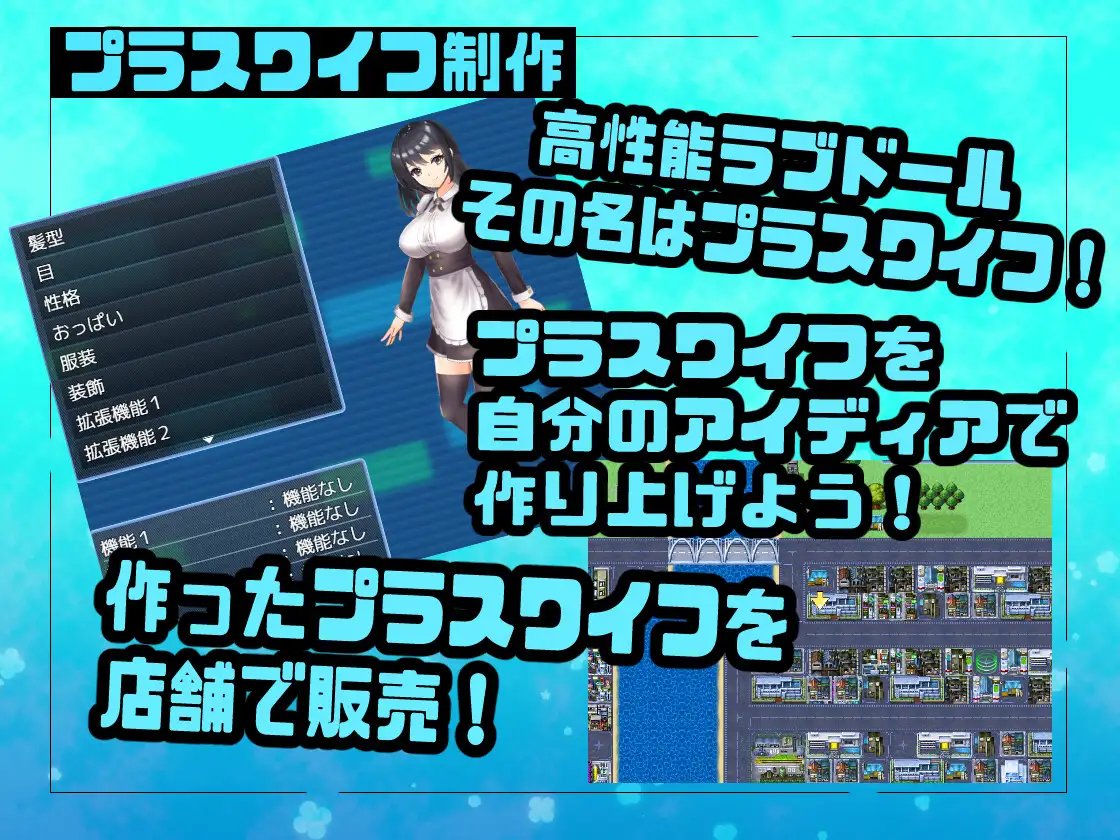 プラスワイフ制作
高性能ラブドール
その名はプラスワイフ！
髪型
目
性格
おっぱい
服装
装飾
拡張機能１
拡張機能２
プラスワイフを
自分のアイディアで
作り上げよう！
：機能なし
機能１
：機能なし
：機能なし
作ったプラスワイフを
店舗で販売！